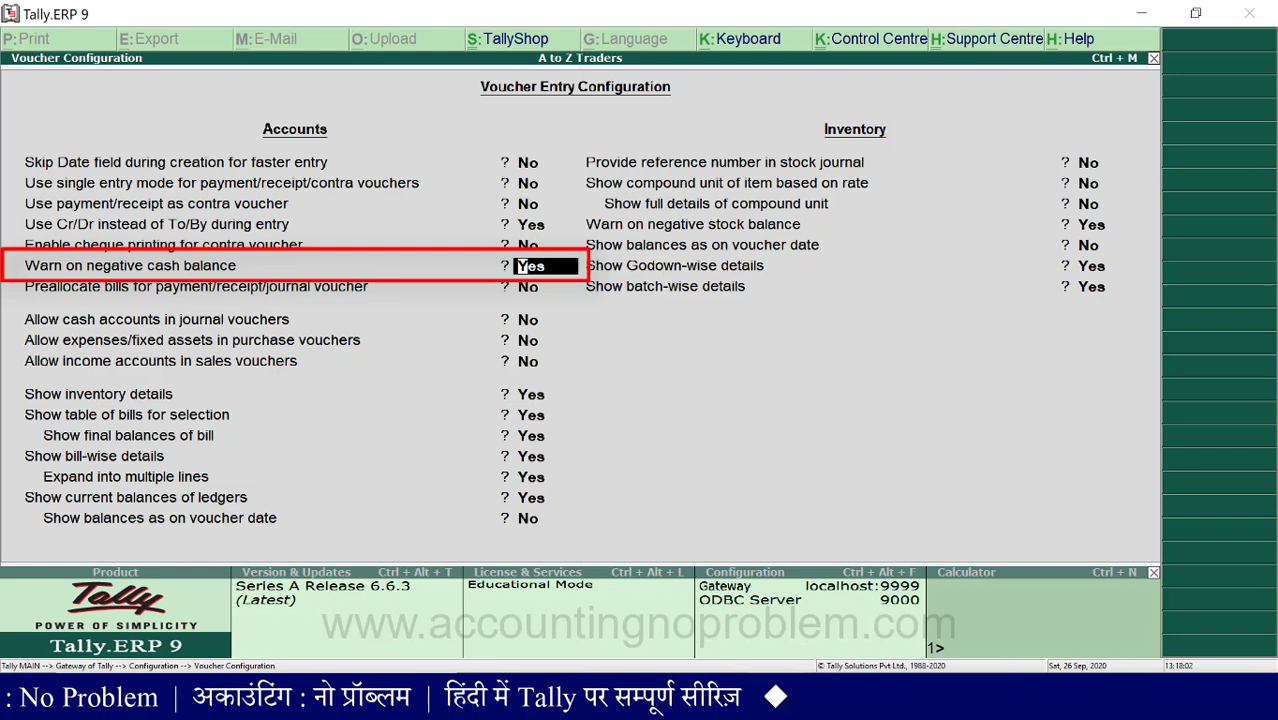 Tally.ERP 9
P: Print E: Export M: E-Mail O: Upload S: TallyShop G: Language K: Keyboard K: Control Centre H: Support Centre H: Help
Voucher Configuration A to Z Traders Ctrl + M
Voucher Entry Configuration
Accounts
Skip Date field during creation for faster entry ? No
Use single entry mode for payment/receipt/contra vouchers ? No
Use payment/receipt as contra voucher ? No
Use Cr/Dr instead of To/By during entry ? Yes
Enable cheque printing for contra voucher ? No
Warn on negative cash balance ? Yes
Preallocate bills for payment/receipt/journal voucher ? No
Allow cash accounts in journal vouchers ? No
Allow expenses/fixed assets in purchase vouchers ? No
Allow income accounts in sales vouchers ? No
Show inventory details ? Yes
Show table of bills for selection ? Yes
Show final balances of bill ? Yes
Show bill-wise details ? Yes
Expand into multiple lines ? Yes
Show current balances of ledgers ? Yes
Show balances as on voucher date ? No
Inventory
Provide reference number in stock journal ? No
Show compound unit of item based on rate ? No
Show full details of compound unit ? No
Warn on negative stock balance ? Yes
Show balances as on voucher date ? No
Show Godown-wise details ? Yes
Show batch-wise details ? Yes
Product
Tally
POWER OF SIMPLICITY
Tally.ERP 9
Version & Updates Ctrl + Alt + T
Series A Release 6.6.3
(Latest)
License & Services Ctrl + Alt + L
Educational Mode
Configuration Ctrl + Alt + F
Gateway localhost:9999
ODBC Server 9000
Calculator Ctrl + N
1>
www.accountingnoproblem.com
Tally MAIN --> Gateway of Tally --> Configuration --> Voucher Configuration © Tally Solutions Pvt Ltd., 1988-2020 Sat, 26 Sep, 2020 13:18:02
: No Problem | अकाउंटिंग : नो प्रॉब्लम | हिंदी में Tally पर सम्पूर्ण सीरिज़ ◆